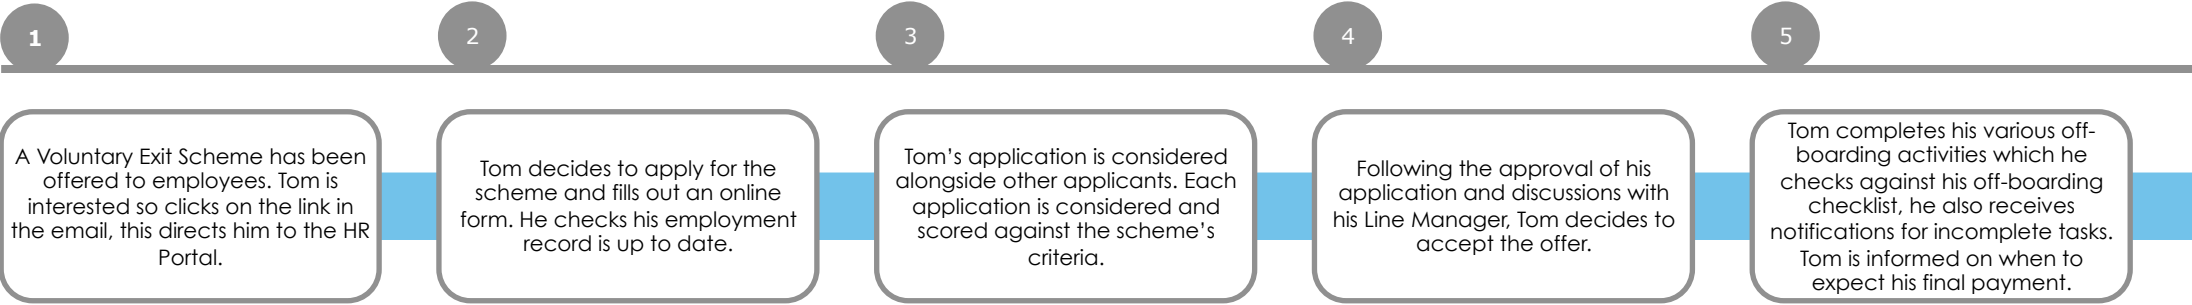 1
2
3
4
5
A Voluntary Exit Scheme has been
offered to employees. Tom is
interested so clicks on the link in
the email, this directs him to the HR
Portal.
Tom decides to apply for the
scheme and fills out an online
form. He checks his employment
record is up to date.
Tom’s application is considered
alongside other applicants. Each
application is considered and
scored against the scheme’s
criteria.
Following the approval of his
application and discussions with
his Line Manager, Tom decides to
accept the offer.
Tom completes his various off-
boarding activities which he
checks against his off-boarding
checklist, he also receives
notifications for incomplete tasks.
Tom is informed on when to
expect his final payment.